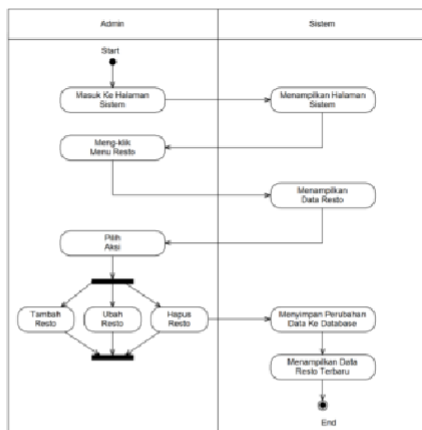 Admin
Sistem
Start
Masuk Ke Halaman
Sistem
Menampilkan Halaman
Sistem
Meng-klik
Menu Resto
Menampilkan
Data Resto
Pilih
Aksi
Tambah
Resto
Ubah
Resto
Hapus
Resto
Menyimpan Perubahan
Data Ke Database
Menampilkan Data
Resto Terbaru
End